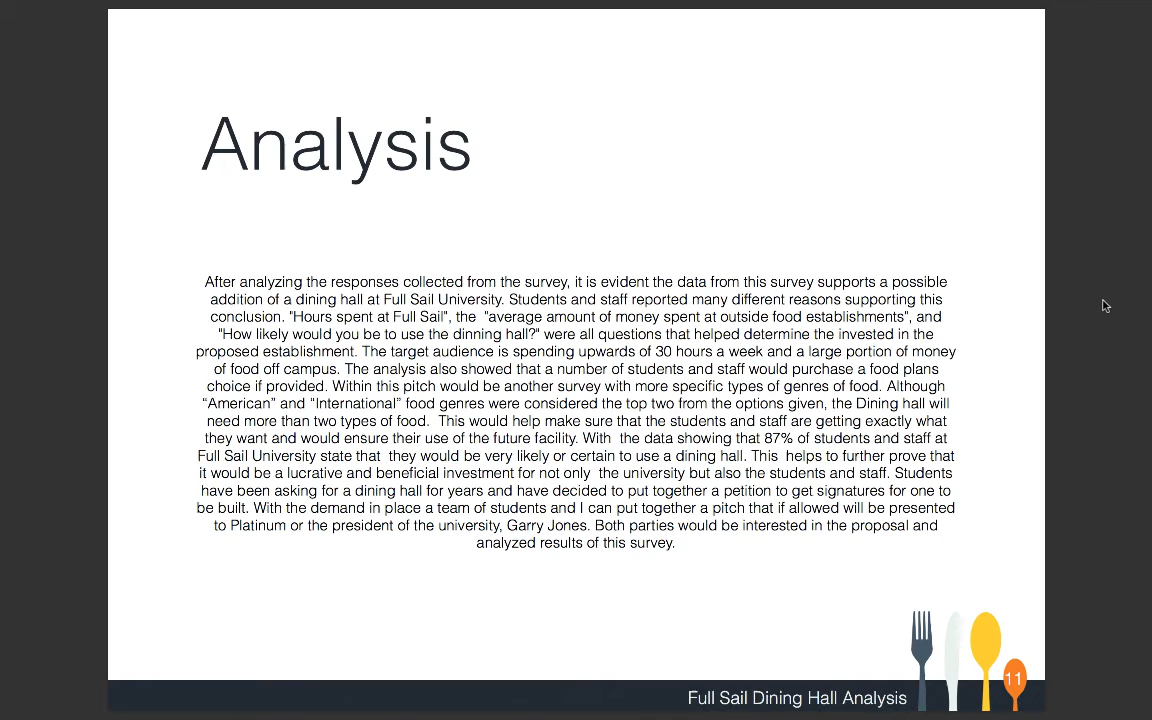 Analysis
After analyzing the responses collected from the survey, it is evident the data from this survey supports a possible
addition of a dining hall at Full Sail University. Students and staff reported many different reasons supporting this
conclusion. "Hours spent at Full Sail", the  "average amount of money spent at outside food establishments", and
"How likely would you be to use the dinning hall?" were all questions that helped determine the invested in the
proposed establishment. The target audience is spending upwards of 30 hours a week and a large portion of money
of food off campus. The analysis also showed that a number of students and staff would purchase a food plans
choice if provided. Within this pitch would be another survey with more specific types of genres of food. Although
“American” and “International” food genres were considered the top two from the options given, the Dining hall will
need more than two types of food.  This would help make sure that the students and staff are getting exactly what
they want and would ensure their use of the future facility. With  the data showing that 87% of students and staff at
Full Sail University state that  they would be very likely or certain to use a dining hall. This  helps to further prove that
it would be a lucrative and beneficial investment for not only  the university but also the students and staff. Students
have been asking for a dining hall for years and have decided to put together a petition to get signatures for one to
be built. With the demand in place a team of students and I can put together a pitch that if allowed will be presented
to Platinum or the president of the university, Garry Jones. Both parties would be interested in the proposal and
analyzed results of this survey.
Full Sail Dining Hall Analysis
11